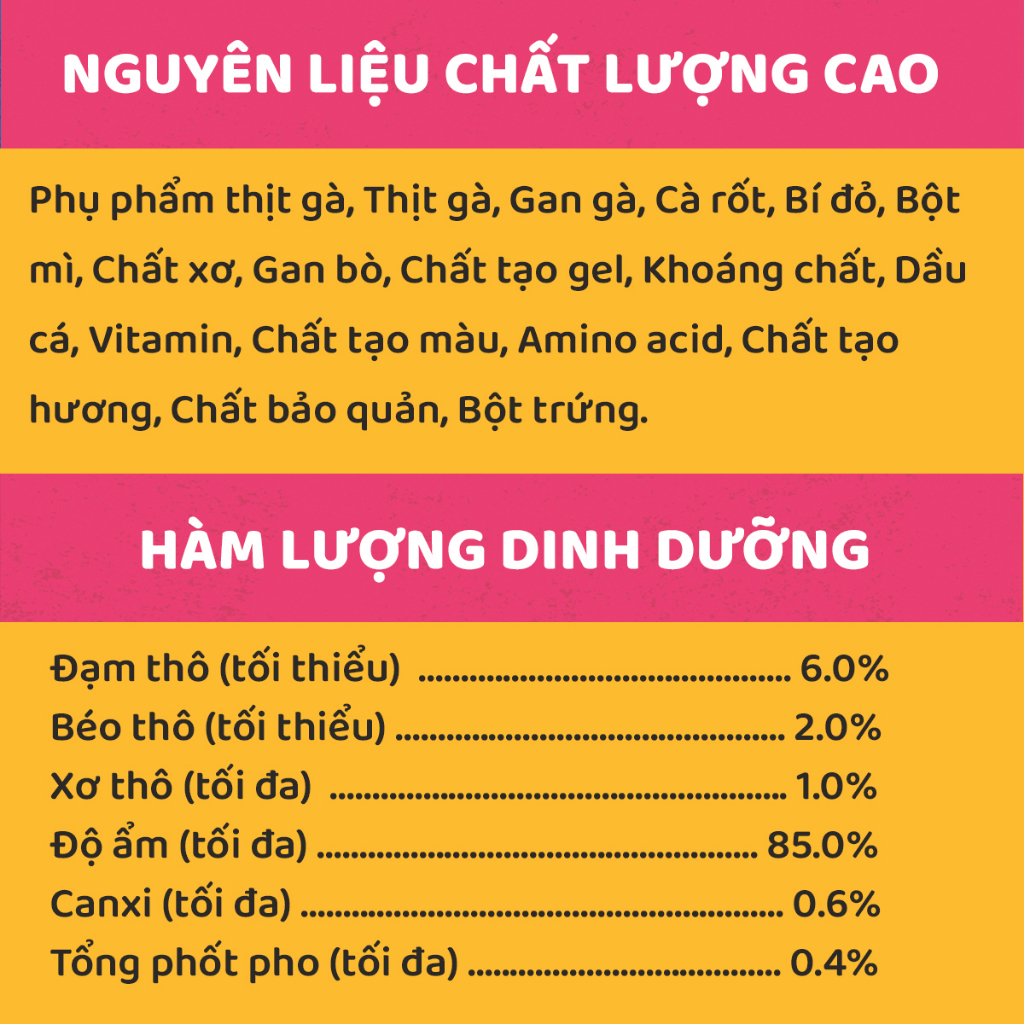 NGUYÊN LIỆU CHẤT LƯỢNG CAO
Phụ phẩm thịt gà, Thịt gà, Gan gà, Cà rốt, Bí đỏ, Bột
mì, Chất xơ, Gan bò, Chất tạo gel, Khoáng chất, Dầu
cá, Vitamin, Chất tạo màu, Amino acid, Chất tạo
hương, Chất bảo quản, Bột trứng.
HÀM LƯỢNG DINH DƯỠNG
Đạm thô (tối thiểu) ............................................ 6.0%
Béo thô (tối thiểu) .............................................. 2.0%
Xơ thô (tối đa) ...................................................... 1.0%
Độ ẩm (tối đa) .................................................... 85.0%
Canxi (tối đa) ......................................................... 0.6%
Tổng phốt pho (tối đa) ..................................... 0.4%